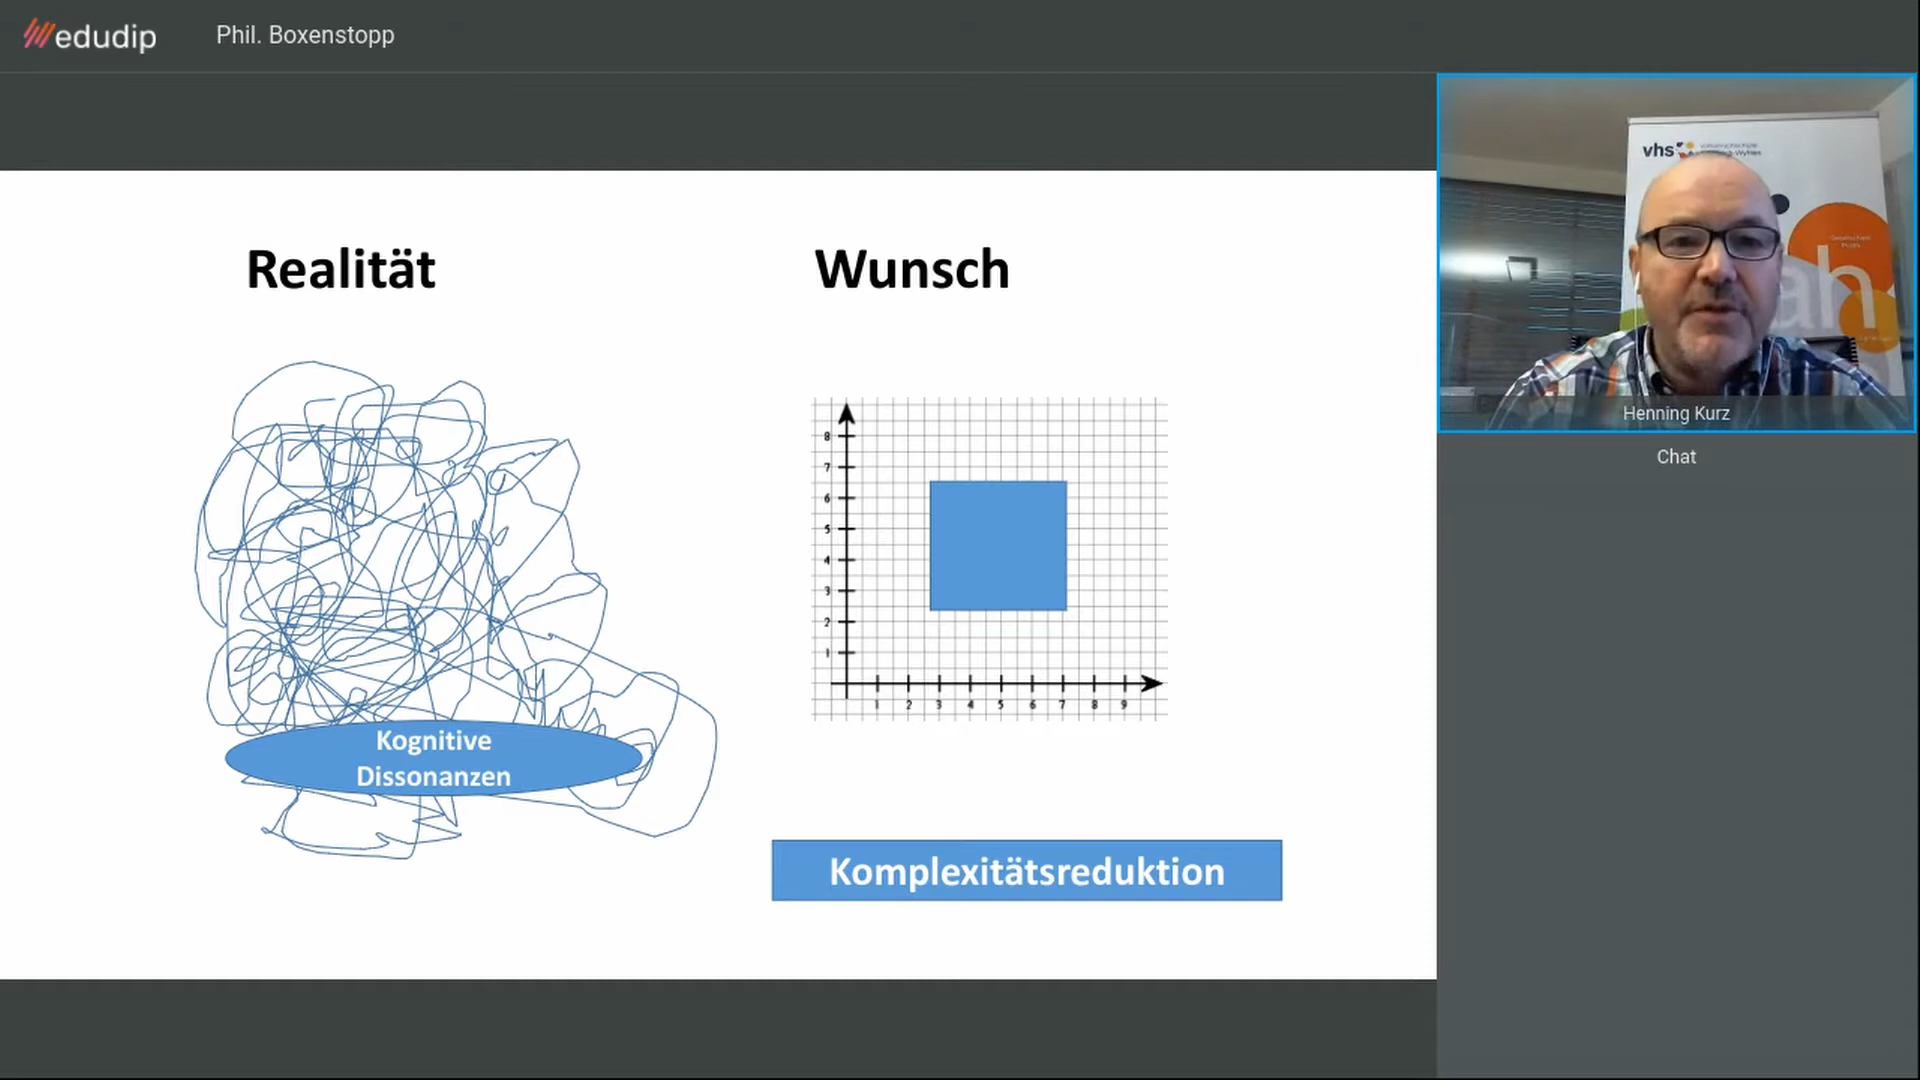 edudip
Phil. Boxenstopp
Realität
Wunsch
8
7
6
5
4
3
2
1
1 2 3 4 5 6 7 8 9
Kognitive
Dissonanzen
Komplexitätsreduktion
vhs
ah
Henning Kurz
Chat